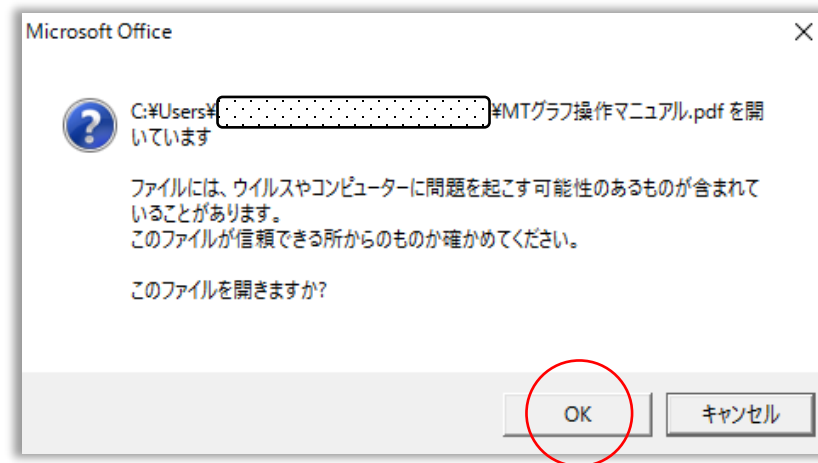 Microsoft Office
C:¥Users¥ ¥MTグラフ操作マニュアル.pdf を開
いています
ファイルには、ウイルスやコンピューターに問題を起こす可能性のあるものが含まれて
いることがあります。
このファイルが信頼できる所からのものか確かめてください。
このファイルを開きますか?
OK
キャンセル